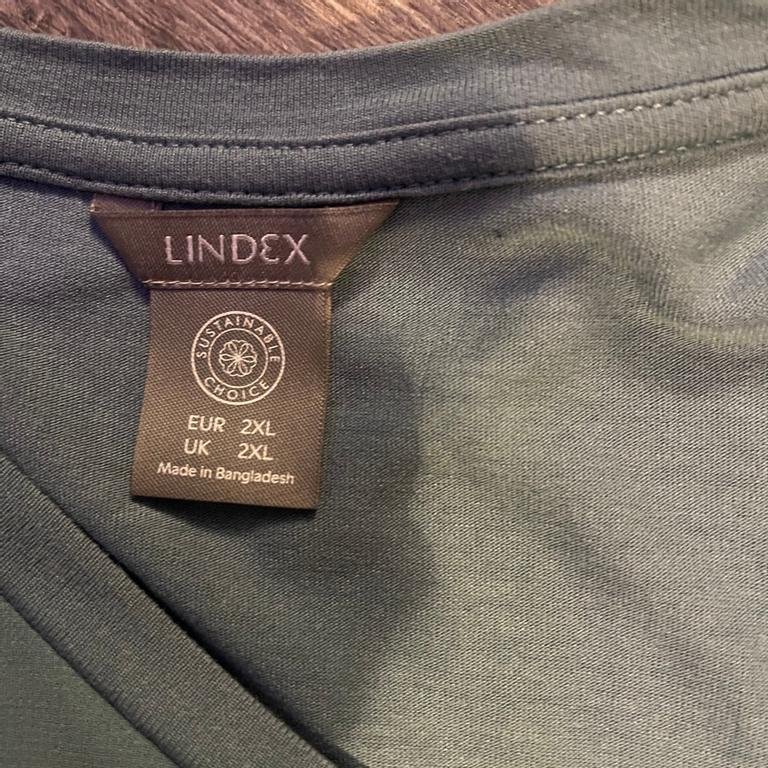 LINDEX
SUSTAINABLE
CHOICE
EUR 2XL
UK 2XL
Made in Bangladesh